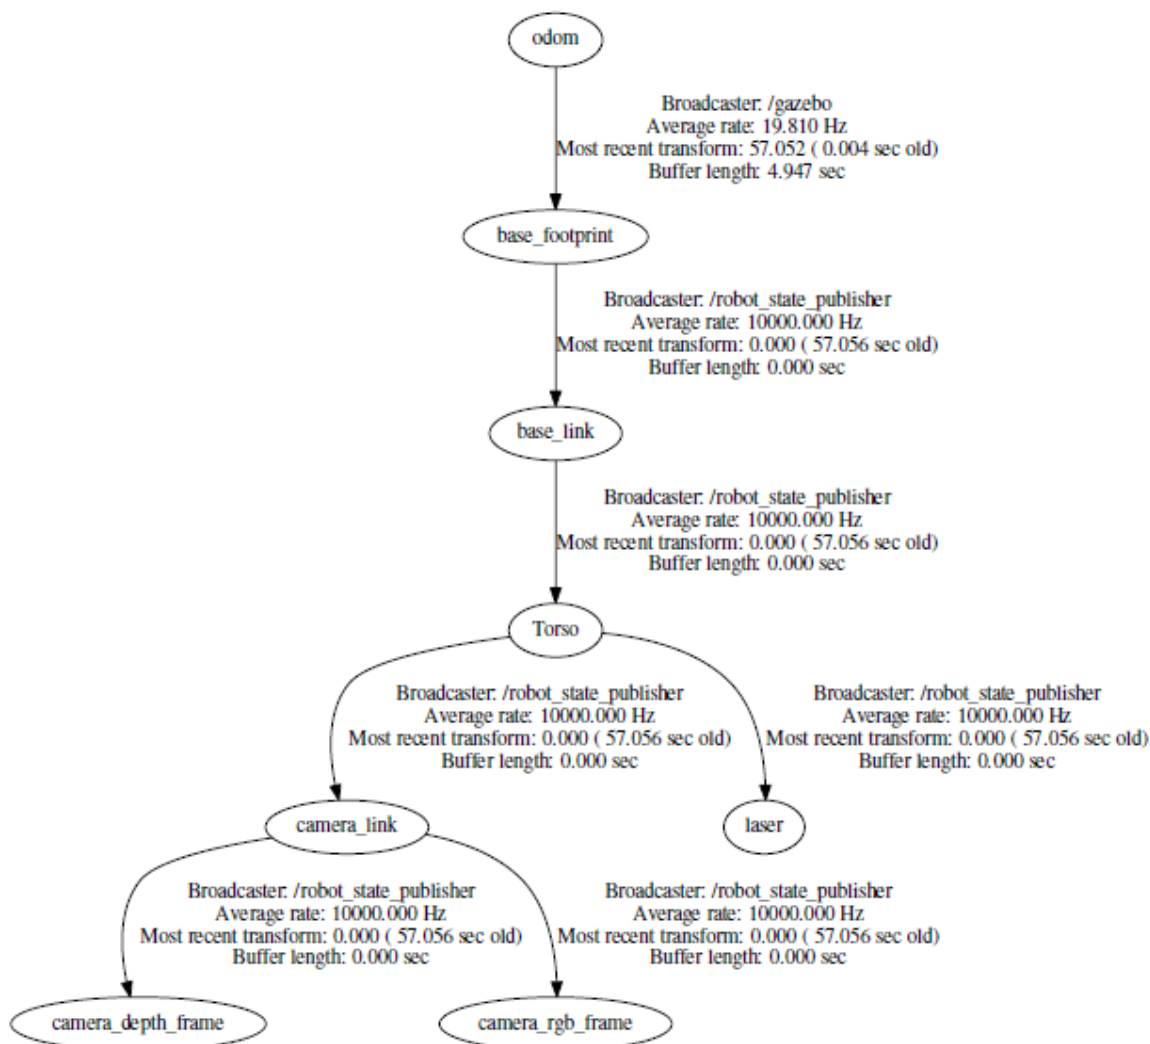 odom
Broadcaster: /gazebo
Average rate: 19.810 Hz
Most recent transform: 57.052 ( 0.004 sec old)
Buffer length: 4.947 sec
base_footprint
Broadcaster: /robot_state_publisher
Average rate: 10000.000 Hz
Most recent transform: 0.000 ( 57.056 sec old)
Buffer length: 0.000 sec
base_link
Broadcaster: /robot_state_publisher
Average rate: 10000.000 Hz
Most recent transform: 0.000 ( 57.056 sec old)
Buffer length: 0.000 sec
Torso
Broadcaster: /robot_state_publisher
Average rate: 10000.000 Hz
Most recent transform: 0.000 ( 57.056 sec old)
Buffer length: 0.000 sec
Broadcaster: /robot_state_publisher
Average rate: 10000.000 Hz
Most recent transform: 0.000 ( 57.056 sec old)
Buffer length: 0.000 sec
camera_link
laser
Broadcaster: /robot_state_publisher
Average rate: 10000.000 Hz
Most recent transform: 0.000 ( 57.056 sec old)
Buffer length: 0.000 sec
Broadcaster: /robot_state_publisher
Average rate: 10000.000 Hz
Most recent transform: 0.000 ( 57.056 sec old)
Buffer length: 0.000 sec
camera_depth_frame
camera_rgb_frame